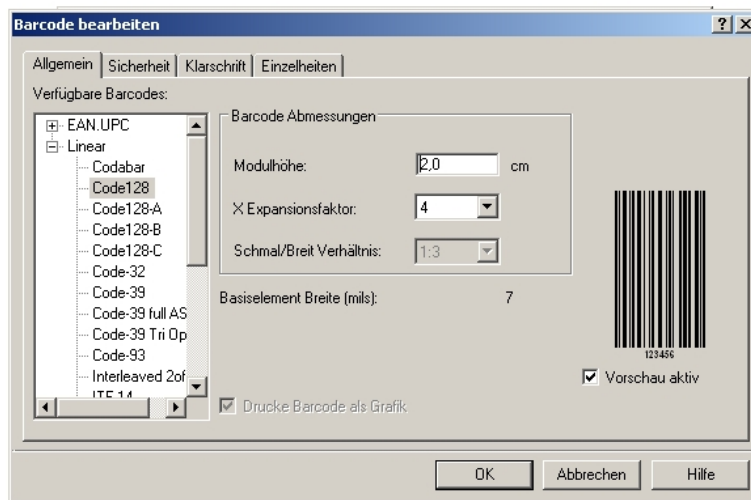 Barcode bearbeiten
Allgemein Sicherheit Klarschrift Einzelheiten
Verfügbare Barcodes:
EAN.UPC
Linear
Codabar
Code128
Code128-A
Code128-B
Code128-C
Code-32
Code-39
Code-39 full AS
Code-39 Tri Op
Code-93
Interleaved 2of
ITF-14
Barcode Abmessungen
Modulhöhe: 2,0 cm
X Expansionsfaktor: 4
Schmal/Breit Verhältnis: 1:3
Basiselement Breite (mils): 7
Drucke Barcode als Grafik
123456
Vorschau aktiv
OK Abbrechen Hilfe